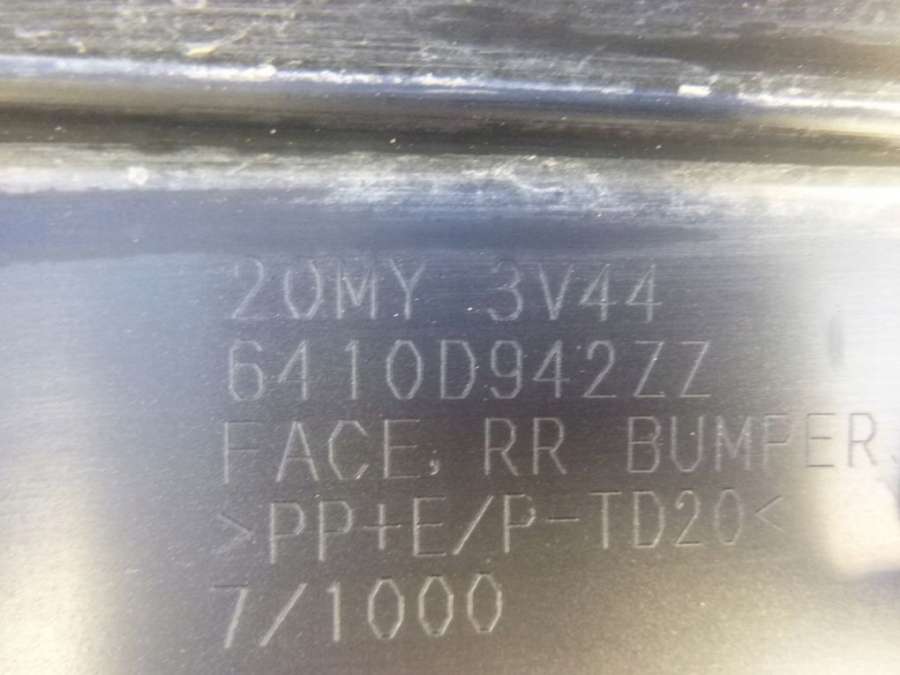 20MY 3V44
6410D942ZZ
FACE, RR BUMPER,
>PP+E/P-TD20<
7/1000